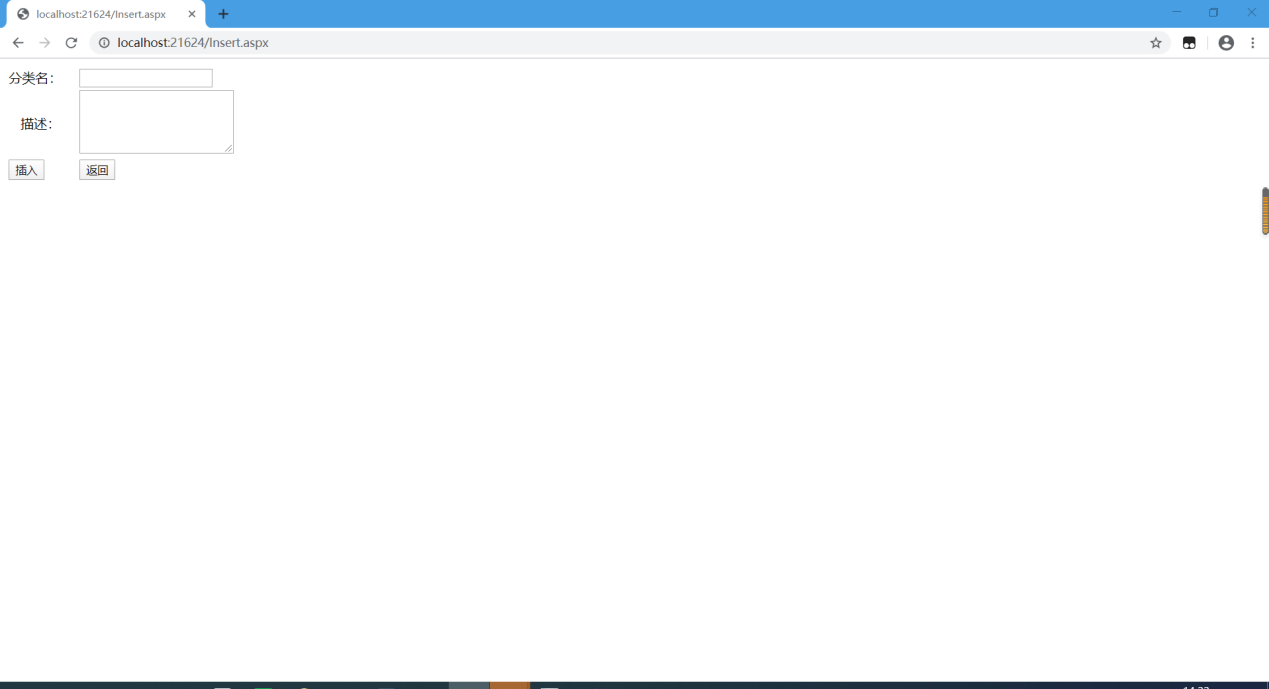 localhost:21624/Insert.aspx
localhost:21624/Insert.aspx
分类名：
描述：
插入 返回